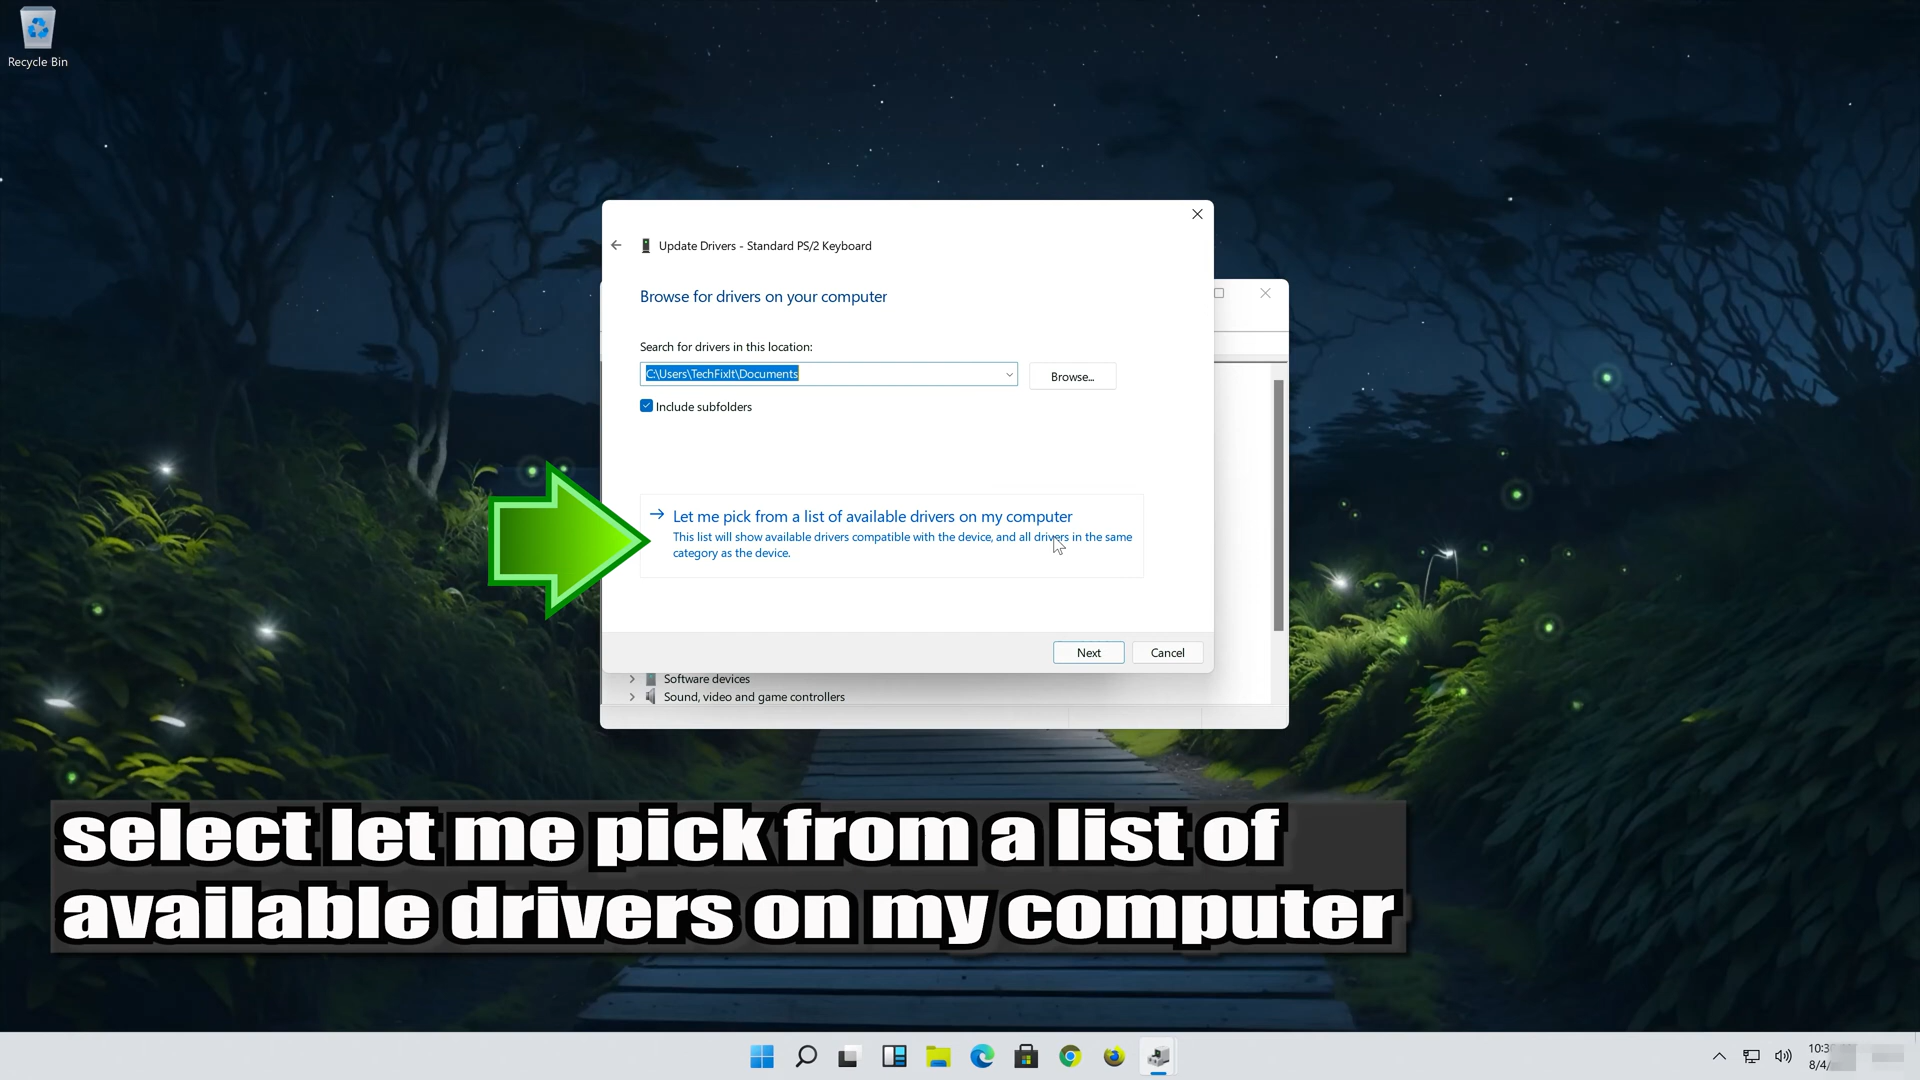 Recycle Bin
Update Drivers - Standard PS/2 Keyboard
Browse for drivers on your computer
Search for drivers in this location:
C:\Users\TechFixIt\Documents
Browse...
Include subfolders
Let me pick from a list of available drivers on my computer
This list will show available drivers compatible with the device, and all drivers in the same
category as the device.
Next
Cancel
Software devices
Sound, video and game controllers
select let me pick from a list of
available drivers on my computer
8/4/